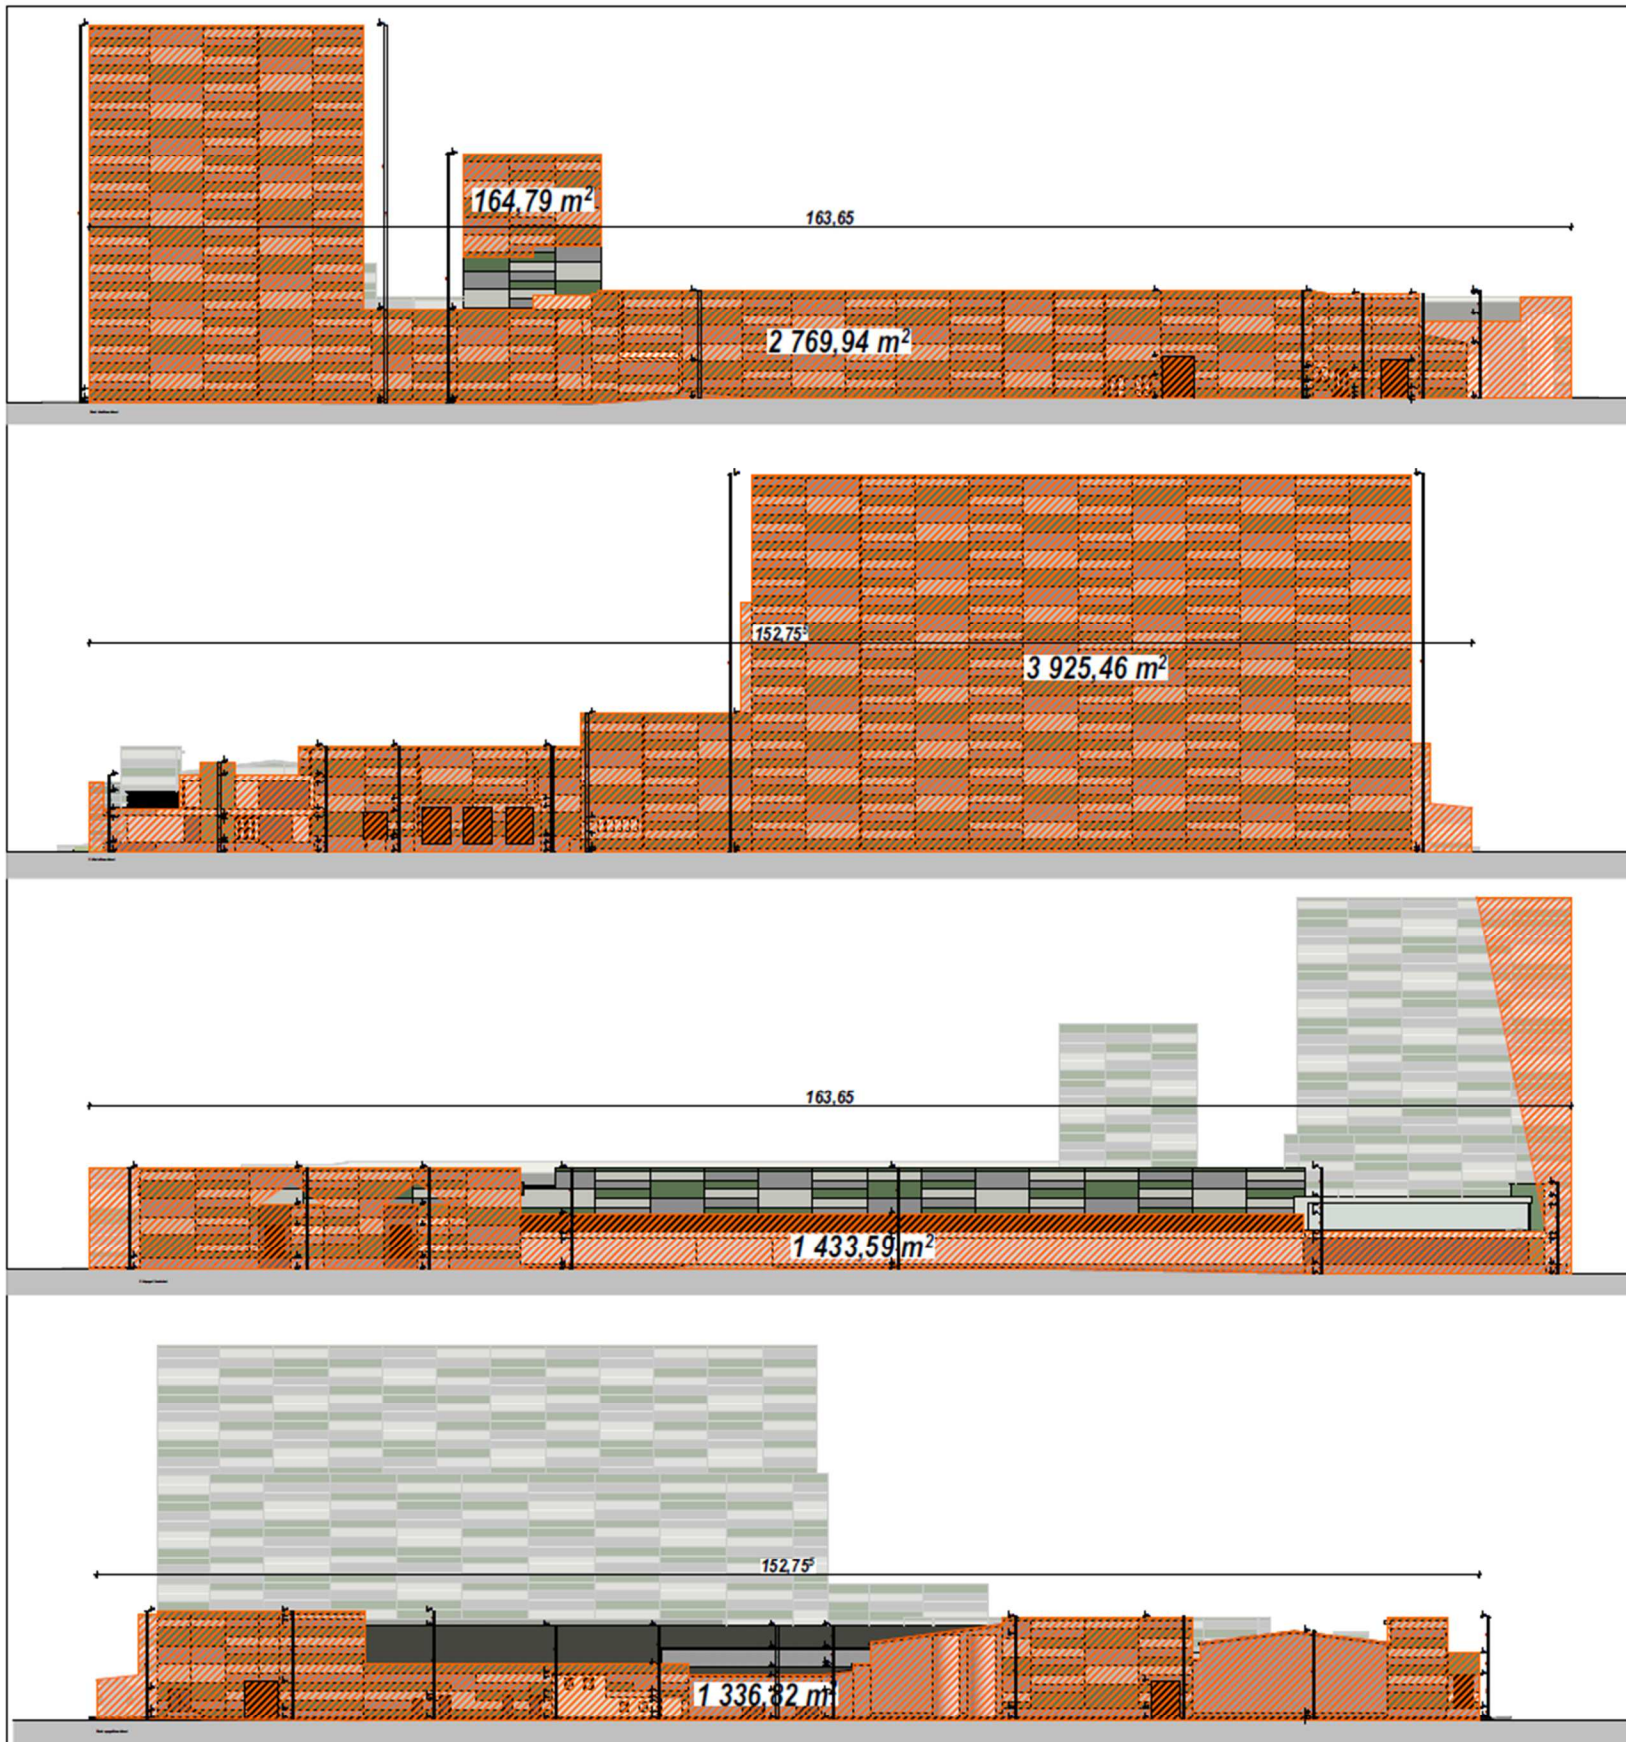 164,79 m²
163,65
2 769,94 m²
152,75⁵
3 925,46 m²
163,65
1 433,59 m²
152,75⁵
1 336,82 m²